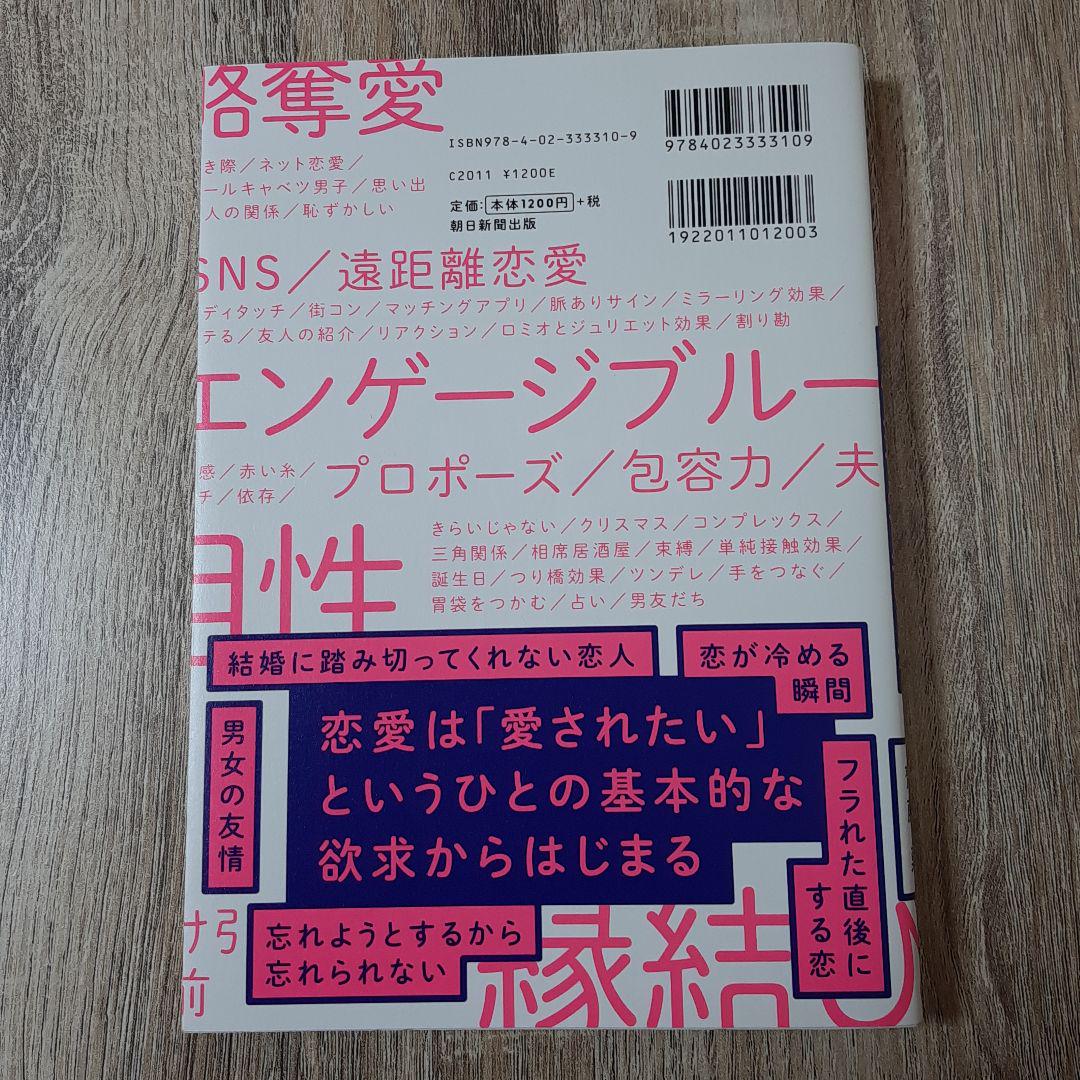 略奪愛
き際／ネット恋愛／
ールキャベツ男子／思い出
人の関係／恥ずかしい
ISBN978-4-02-333310-9
C2011 ¥1200E
定価：本体1200円+税
朝日新聞出版
9784023333109
1922011012003
SNS／遠距離恋愛
ディタッチ／街コン／マッチングアプリ／脈ありサイン／ミラーリング効果／
テる／友人の紹介／リアクション／ロミオとジュリエット効果／割り勘
エンゲージブルー
感／赤い糸／
チ／依存／
プロポーズ／包容力／夫
きらいじゃない／クリスマス／コンプレックス／
三角関係／相席居酒屋／束縛／単純接触効果／
誕生日／つり橋効果／ツンデレ／手をつなぐ／
胃袋をつかむ／占い／男友だち
性
結婚に踏み切ってくれない恋人
恋が冷める
瞬間
男女の友情
恋愛は「愛されたい」
というひとの基本的な
欲求からはじまる
フラれた直後に
する恋
忘れようとするから
忘れられない
け弓
前
縁結び